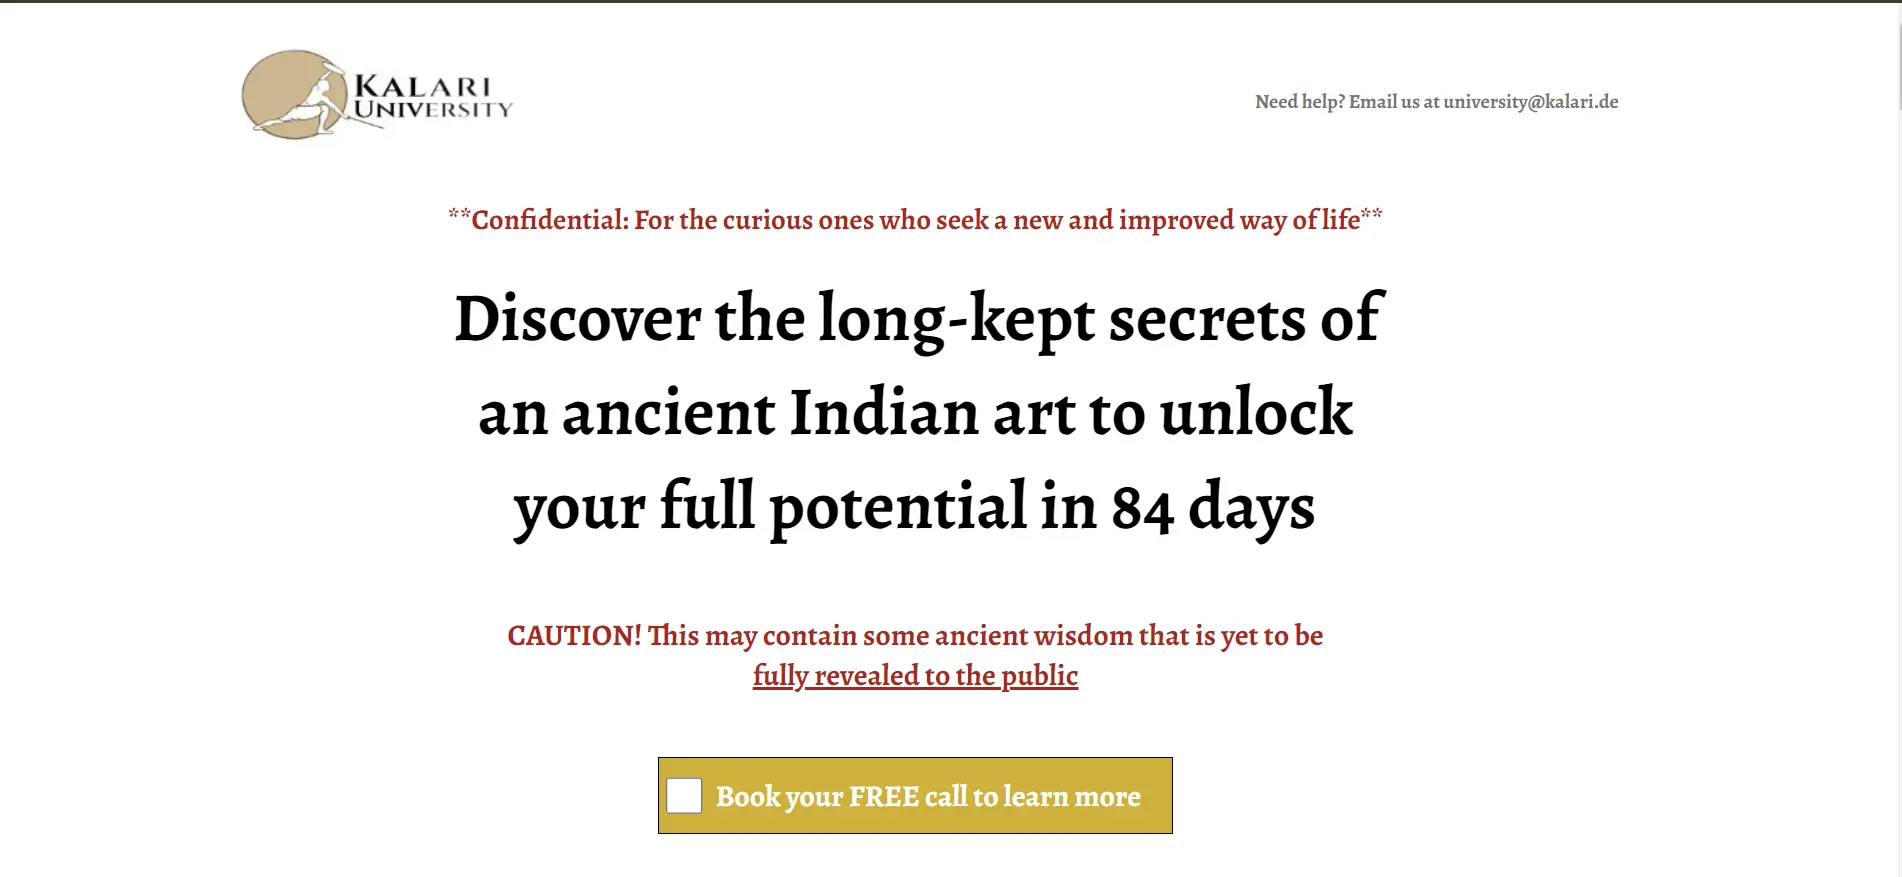 KALARI
UNIVERSITY
Need help? Email us at university@kalari.de
**Confidential: For the curious ones who seek a new and improved way of life**
Discover the long-kept secrets of
an ancient Indian art to unlock
your full potential in 84 days
CAUTION! This may contain some ancient wisdom that is yet to be
fully revealed to the public
Book your FREE call to learn more